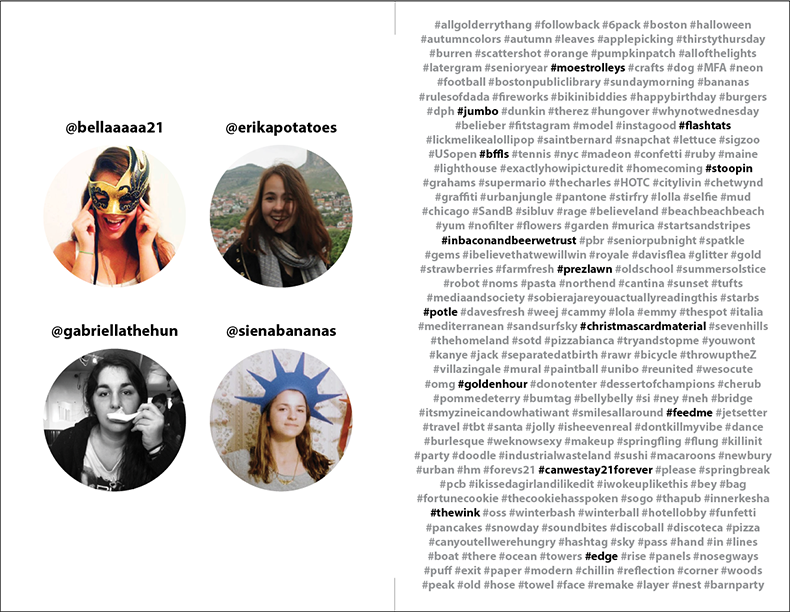 @bellaaaaa21
@erikapotatoes
@gabriellathehun
@sienabananas
#allgolderrythang #followback #6pack #boston #halloween
#autumncolors #autumn #leaves #applepicking #thirstythursday
#burren #scattershot #orange #pumpkinpatch #allofthelights
#latergram #senioryear #moestrolleys #crafts #dog #MFA #neon
#football #bostonpubliclibrary #sundaymorning #bananas
#rulesofdada #fireworks #bikinibiddies #happybirthday #burgers
#dph #jumbo #dunkin #therez #hungover #whynotwednesday
#belieber #fitstagram #model #instagood #flashtats
#lickmelikealollipop #saintbernard #snapchat #lettuce #sigzoo
#USopen #bffls #tennis #nyc #madeon #confetti #ruby #maine
#lighthouse #exactlyhowipicturedit #homecoming #stoopin
#grahams #supermario #thecharles #HOTC #citylivin #chetwynd
#graffiti #urbanjungle #pantone #stirfry #lolla #selfie #mud
#chicago #SandB #sibluv #rage #believeland #beachbeachbeach
#yum #nofilter #flowers #garden #murica #startsandstripes
#inbaconandbeerwetrust #pbr #seniorpubnight #spatkle
#gems #ibelievethatwewillwin #royale #davisflea #glitter #gold
#strawberries #farmfresh #prezlawn #oldschool #summersolstice
#robot #noms #pasta #northend #cantina #sunset #tufts
#mediaandsociety #sobierajareyouactuallyreadingthis #starbs
#potle #davesfresh #weej #cammy #lola #emmy #thespot #italia
#mediterranean #sandsurfsky #christmascardmaterial #sevenhills
#thehomeland #sotd #pizzabianca #tryandstopme #youwont
#kanye #jack #separatedatbirth #rawr #bicycle #throwuptheZ
#villazingale #mural #paintball #unibo #reunited #wesocute
#omg #goldenhour #donotenter #dessertofchampions #cherub
#pommedeterry #bumtag #bellybelly #si #ney #neh #bridge
#itsmyzineicandowhatiwant #smilesallaround #feedme #jetsetter
#travel #tbt #santa #jolly #isheevenreal #dontkillmyvibe #dance
#burlesque #weknowsexy #makeup #springfling #flung #killinit
#party #doodle #industrialwasteland #sushi #macaroons #newbury
#urban #hm #forevs21 #canwestay21forever #please #springbreak
#pcb #ikissedagirlandilikedit #iwokeuplikethis #bey #bag
#fortunecookie #thecookiehasspoken #sogo #thapub #innerkesha
#thewink #oss #winterbash #winterball #hotellobby #funfetti
#pancakes #snowday #soundbites #discoball #discoteca #pizza
#canyoutellwerehungry #hashtag #sky #pass #hand #in #lines
#boat #there #ocean #towers #edge #rise #panels #nosegways
#puff #exit #paper #modern #chillin #reflection #corner #woods
#peak #old #hose #towel #face #remake #layer #nest #barnparty